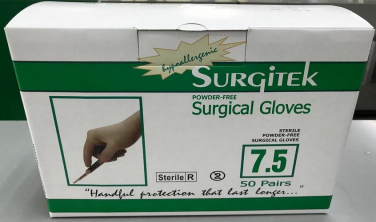 hypoallergenic
SURGITEK
POWDER-FREE
Surgical Gloves
STERILE
POWDER-FREE
SURGICAL GLOVES
7.5
50 Pairs
Sterile R
2
"Handful protection that last longer..."